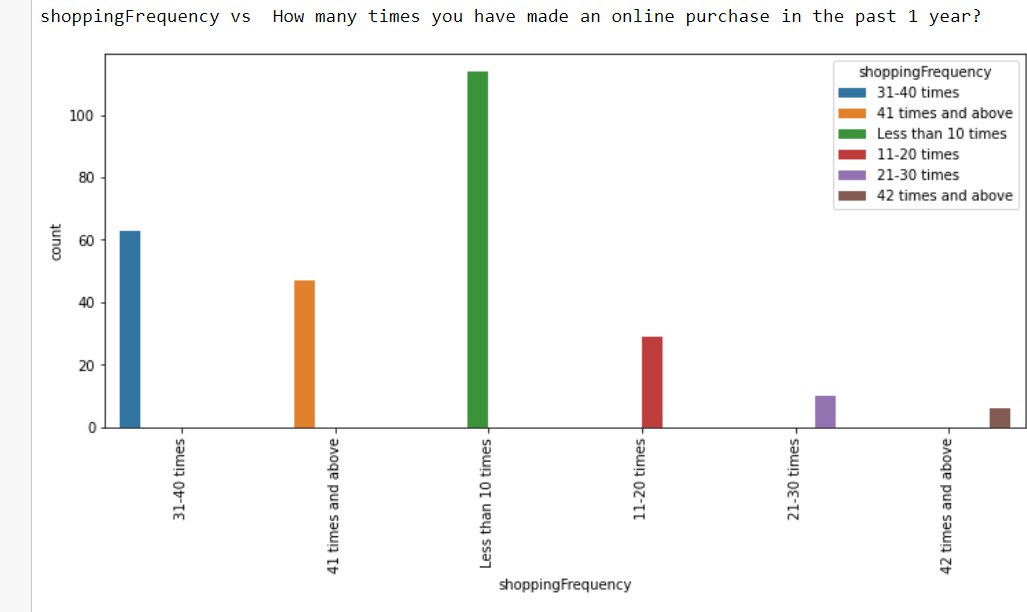 shoppingFrequency vs  How many times you have made an online purchase in the past 1 year?
shoppingFrequency
31-40 times
41 times and above
Less than 10 times
11-20 times
21-30 times
42 times and above
100
80
60
40
20
0
count
31-40 times
41 times and above
Less than 10 times
11-20 times
21-30 times
42 times and above
shoppingFrequency